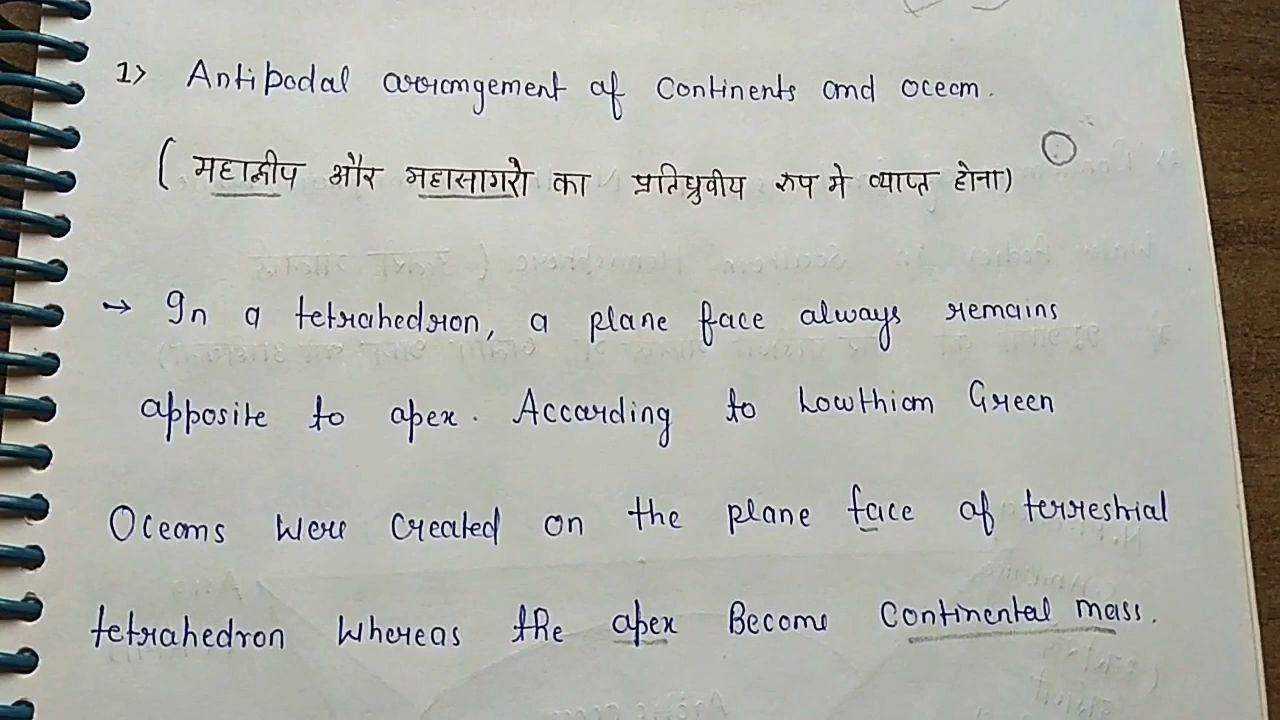 1> Antipodal arrangement of continents and ocean.
( महाद्वीप और महासागरो का प्रतिध्रुवीय रुप मे व्याप्त होना)
→ In a tetrahedron, a plane face always remains
opposite to apex. According to Lowthian Green
Oceans were created on the plane face of terrestrial
tetrahedron whereas the apex Become continental mass.